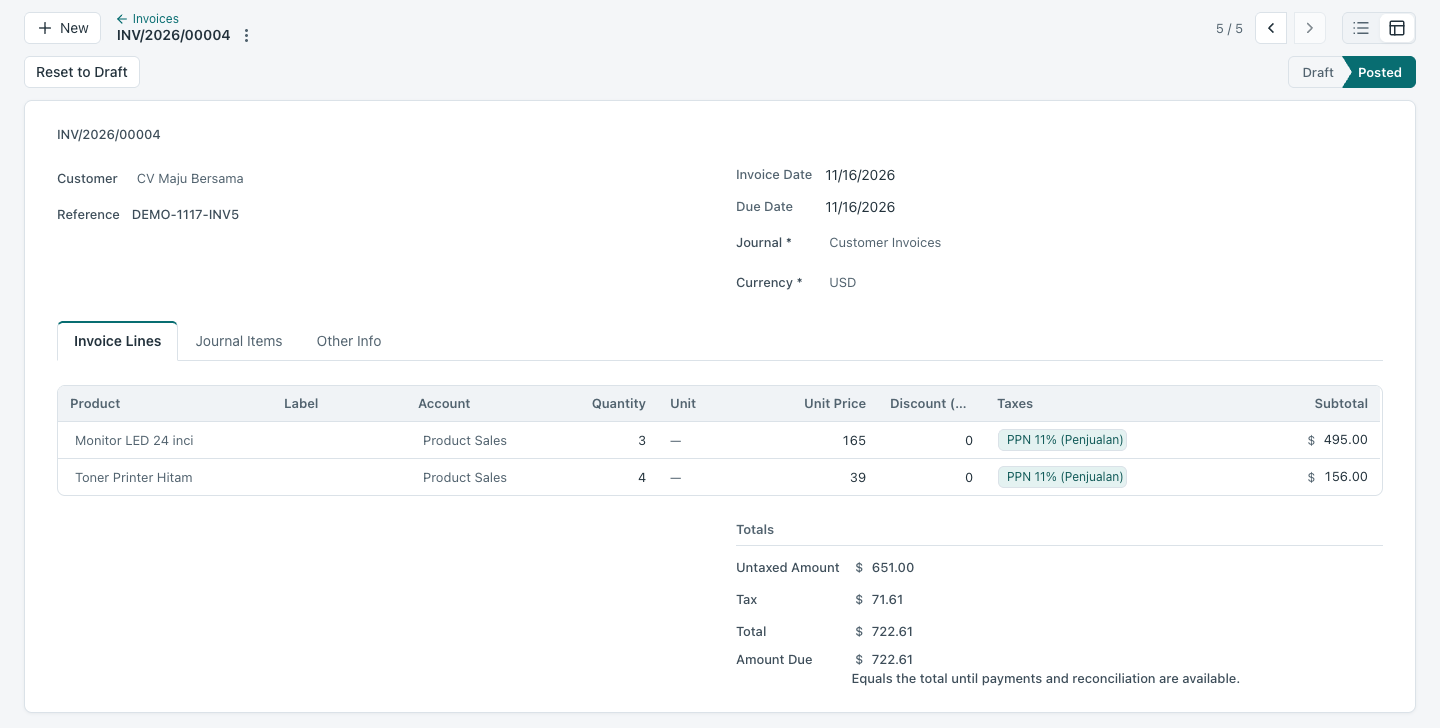 New
Invoices
INV/2026/00004
5 / 5
Reset to Draft
Draft
Posted
INV/2026/00004
Customer CV Maju Bersama
Reference DEMO-1117-INV5
Invoice Date 11/16/2026
Due Date 11/16/2026
Journal * Customer Invoices
Currency * USD
Invoice Lines Journal Items Other Info
Product Label Account Quantity Unit Unit Price Discount (... Taxes Subtotal
Monitor LED 24 inci Product Sales 3 — 165 0 PPN 11% (Penjualan) $ 495.00
Toner Printer Hitam Product Sales 4 — 39 0 PPN 11% (Penjualan) $ 156.00
Totals
Untaxed Amount $ 651.00
Tax $ 71.61
Total $ 722.61
Amount Due $ 722.61
Equals the total until payments and reconciliation are available.